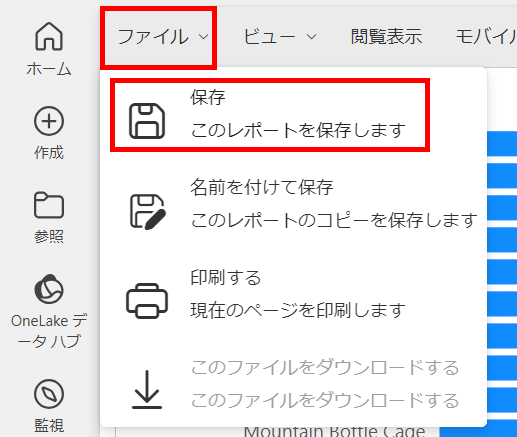 ファイル
ビュー
閲覧表示
モバイル
ホーム
作成
参照
OneLake デ
ータ ハブ
監視
保存
このレポートを保存します
名前を付けて保存
このレポートのコピーを保存します
印刷する
現在のページを印刷します
このファイルをダウンロードする
このファイルをダウンロードする
Mountain Bottle Cage